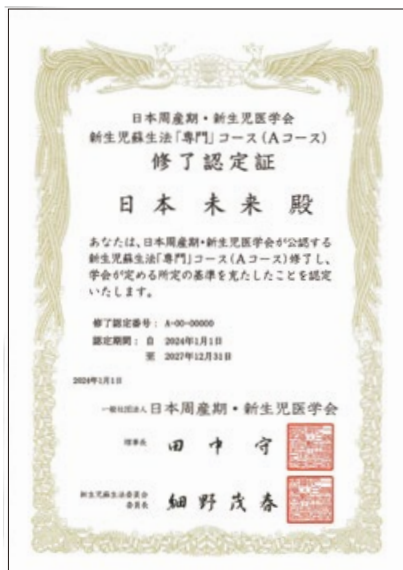 日本周産期・新生児医学会
新生児蘇生法「専門」コース(Aコース)
修了認定証
日本 未来 殿
あなたは、日本周産期・新生児医学会が公認する
新生児蘇生法「専門」コース(Aコース)修了し、
学会が定める所定の基準を充たしたことを認定
いたします。
修了認定番号: A-00-00000
認定期間: 自 2024年1月1日
至 2027年12月31日
2024年1月1日
一般社団法人 日本周産期・新生児医学会
理事長 田中 守
新生児蘇生法委員会
委員長 細野茂春